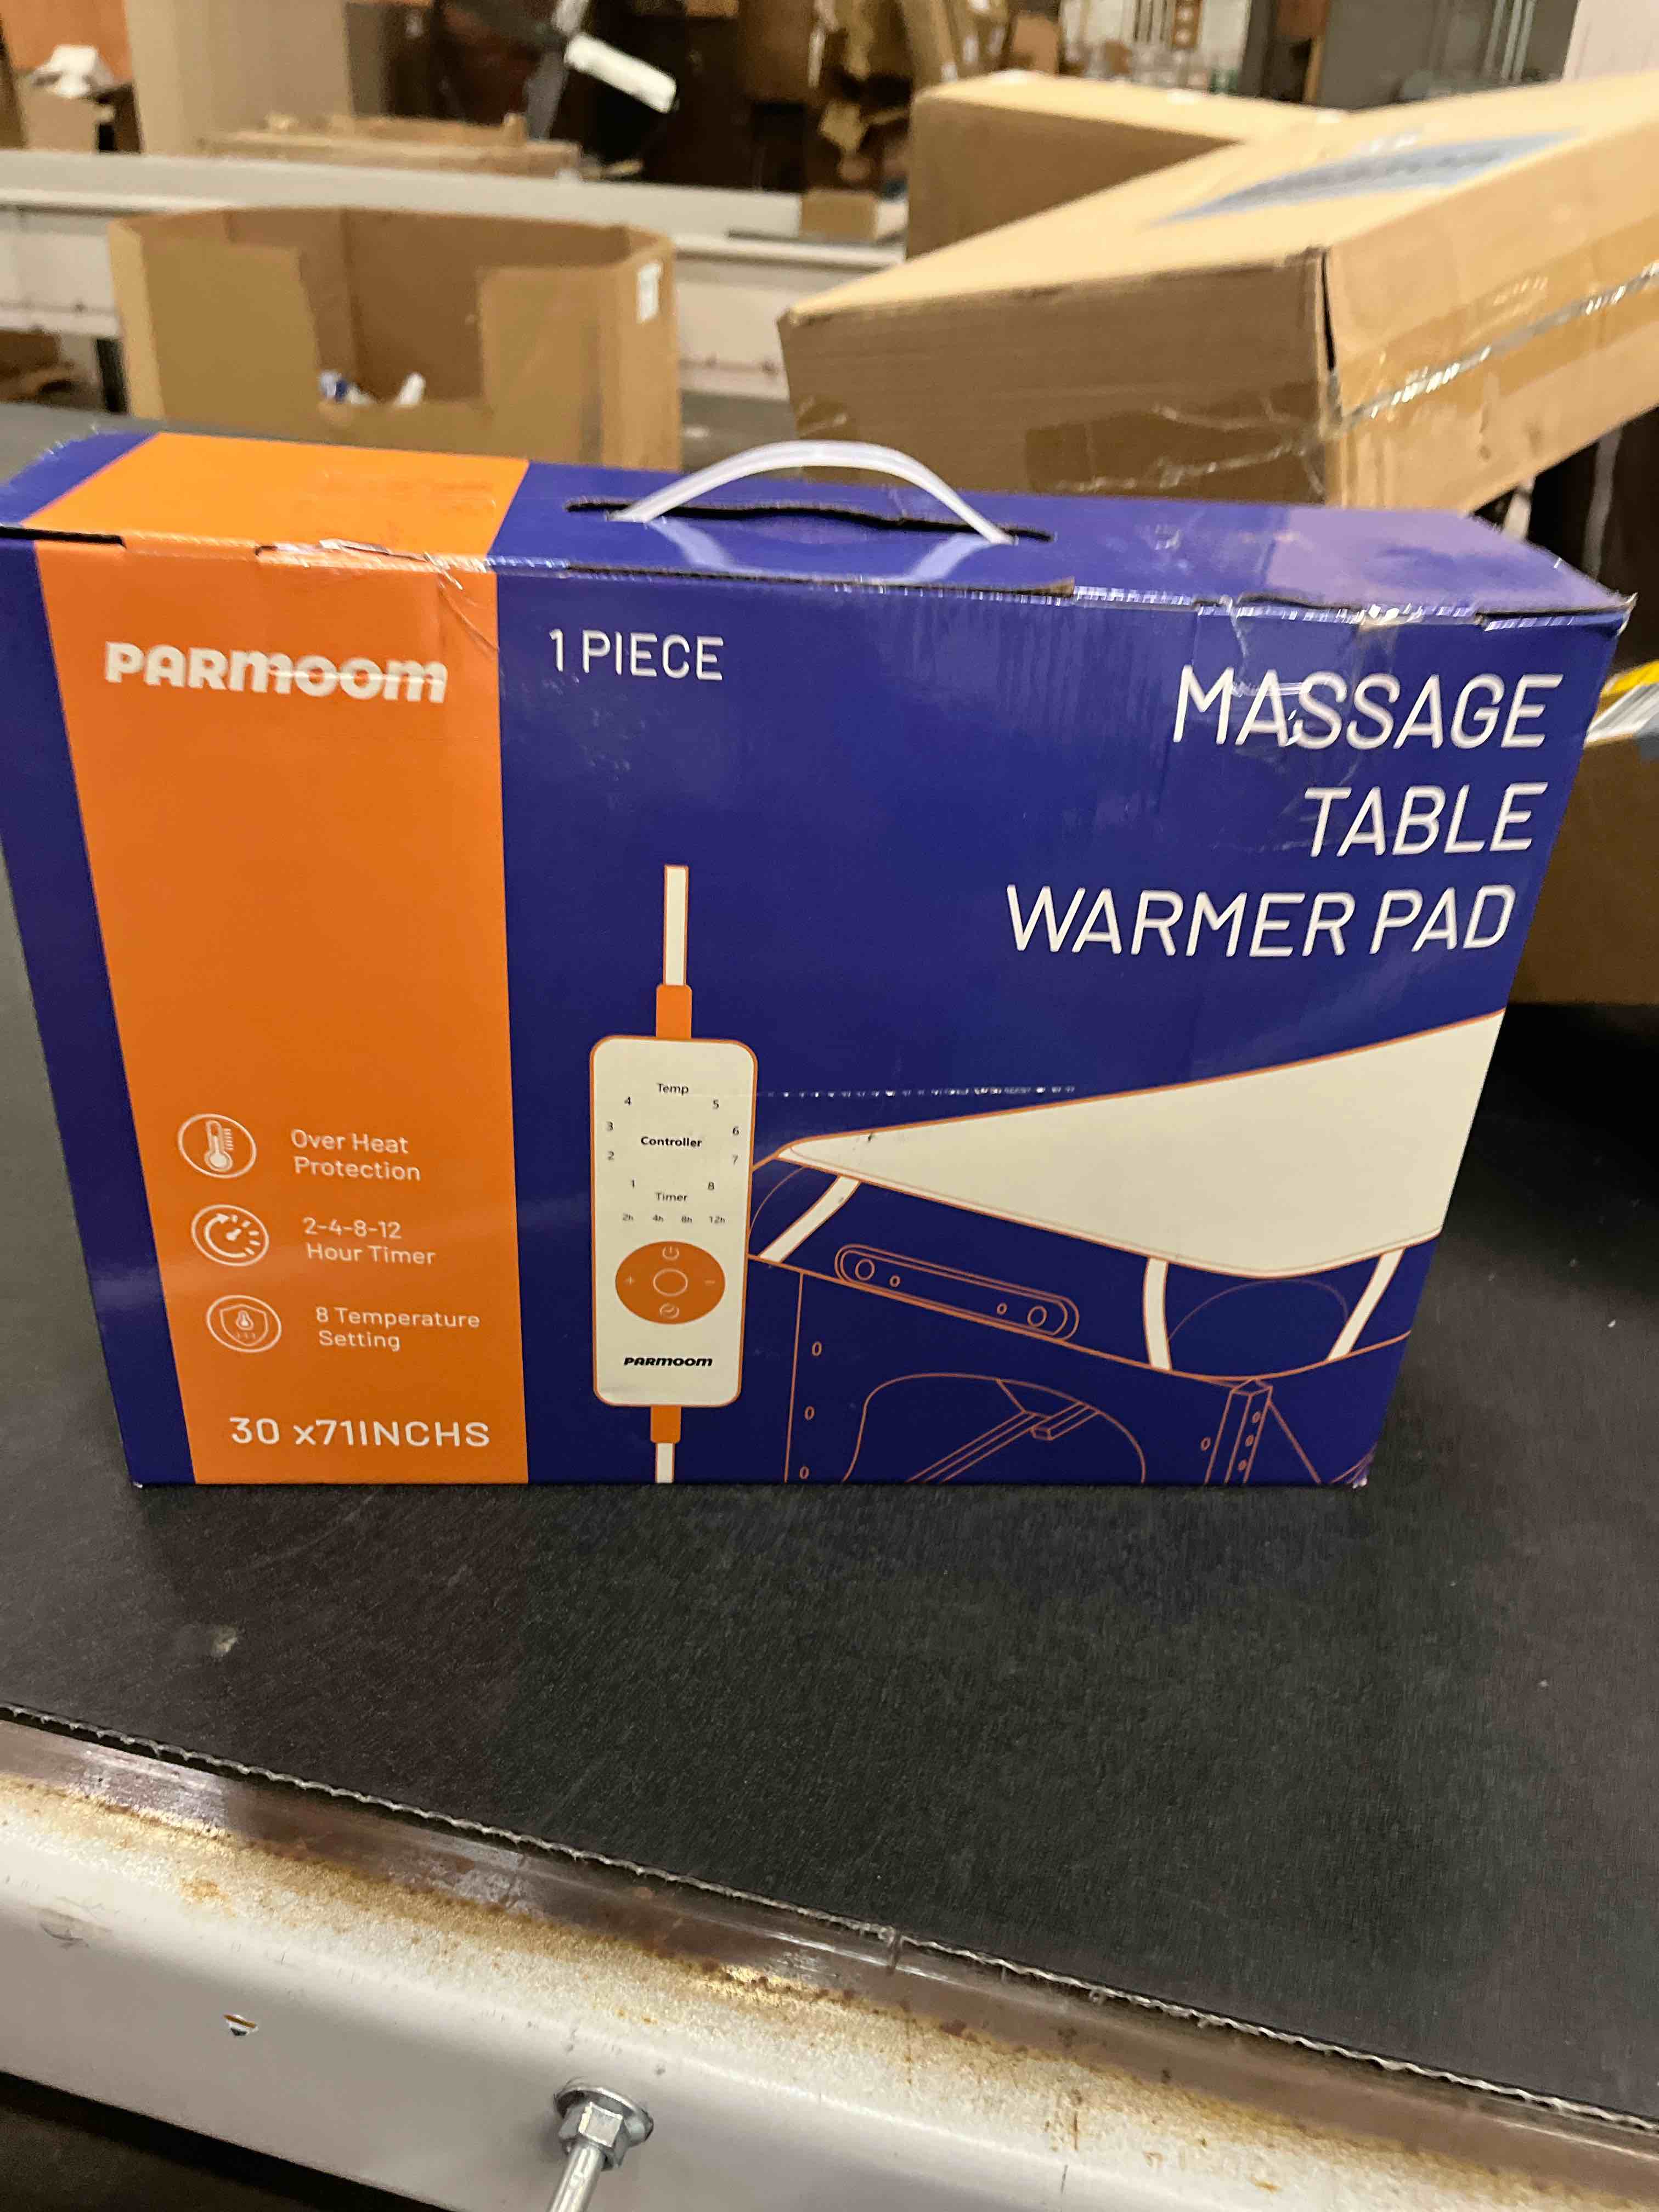 PARMOOM
1 PIECE
MASSAGE
TABLE
WARMER PAD
Over Heat
Protection
2-4-8-12
Hour Timer
8 Temperature
Setting
30 x71INCHS
Temp
4 5
3 6
Controller
2 7
1 8
Timer
2h 4h 8h 12h
+ -
PARMOOM